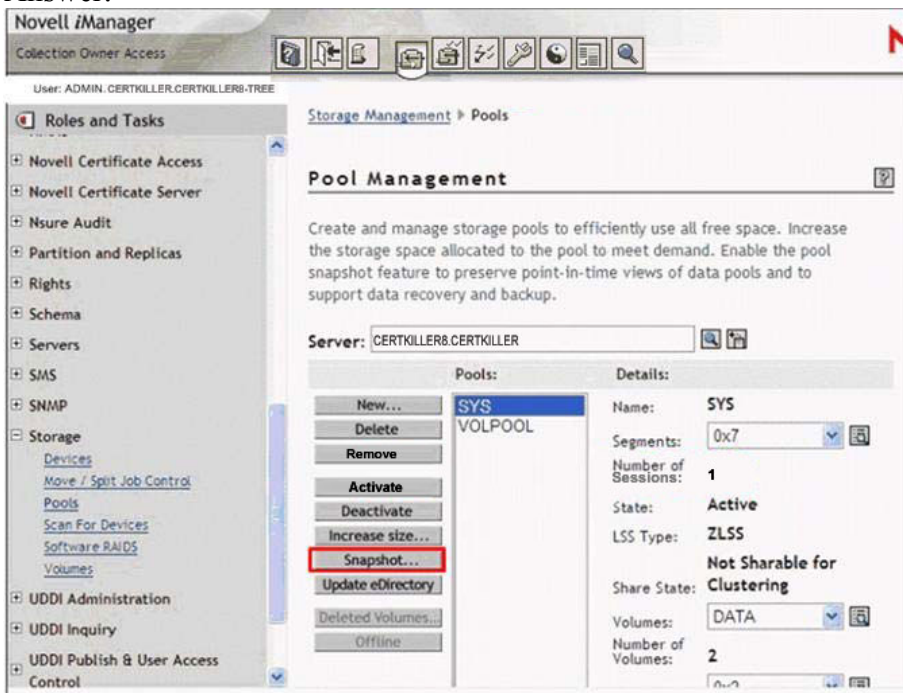 Answer:
Novell iManager
Collection Owner Access
N
User: ADMIN.CERTKILLER.CERTKILLER8-TREE
Roles and Tasks
Novell Certificate Access
Novell Certificate Server
Nsure Audit
Partition and Replicas
Rights
Schema
Servers
SMS
SNMP
Storage
Devices
Move / Split Job Control
Pools
Scan For Devices
Software RAIDS
Volumes
UDDI Administration
UDDI Inquiry
UDDI Publish & User Access
Control
Storage Management Pools
Pool Management
?
Create and manage storage pools to efficiently use all free space. Increase
the storage space allocated to the pool to meet demand. Enable the pool
snapshot feature to preserve point-in-time views of data pools and to
support data recovery and backup.
Server: CERTKILLER8.CERTKILLER
Pools:
Details:
New...
Delete
Remove
Activate
Deactivate
Increase size...
Snapshot...
Update eDirectory
Deleted Volumes...
Offline
SYS
VOLPOOL
Name: SYS
Segments: 0x7
Number of
Sessions: 1
State: Active
LSS Type: ZLSS
Share State: Not Sharable for
Clustering
Volumes: DATA
Number of
Volumes: 2